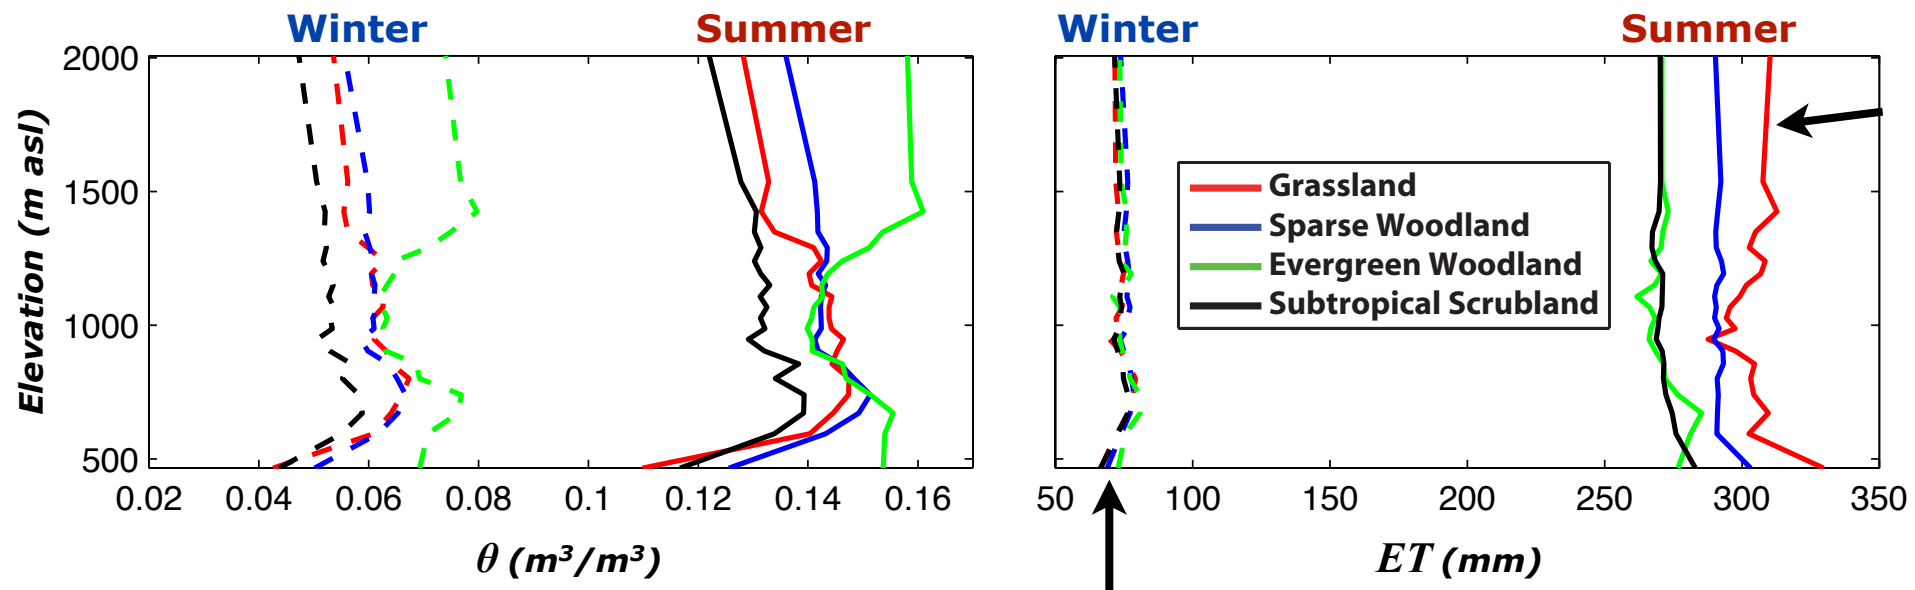 Winter Summer
2000
1500
1000
500
Elevation (m asl)
0.02 0.04 0.06 0.08 0.1 0.12 0.14 0.16
θ (m³/m³)
Winter Summer
Grassland
Sparse Woodland
Evergreen Woodland
Subtropical Scrubland
50 100 150 200 250 300 350
ET (mm)